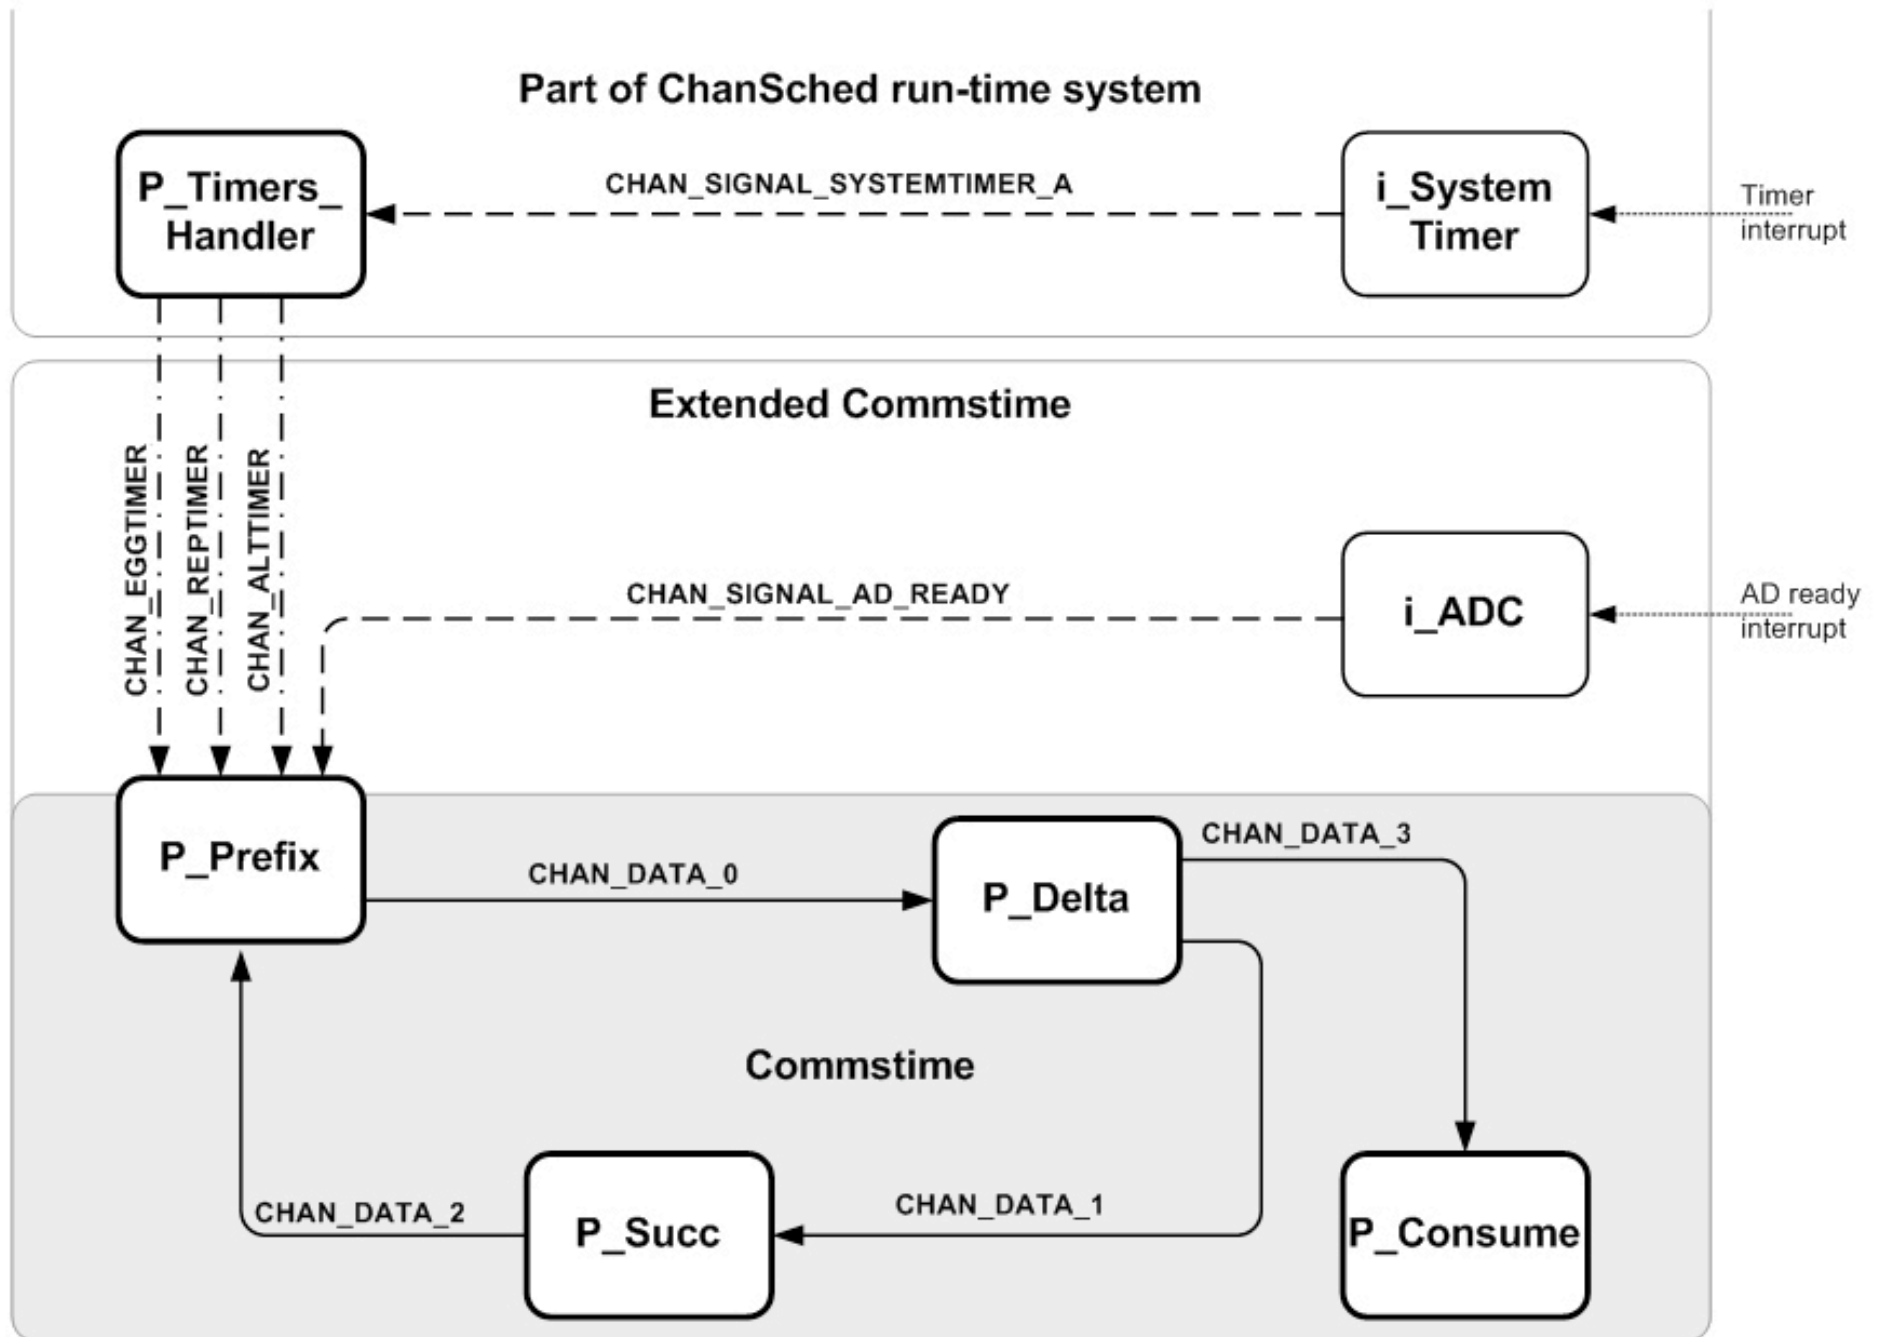 Part of ChanSched run-time system
P_Timers_
Handler
CHAN_SIGNAL_SYSTEMTIMER_A
i_System
Timer
Timer
interrupt
Extended Commstime
CHAN_EGGTIMER
CHAN_REPTIMER
CHAN_ALTTIMER
CHAN_SIGNAL_AD_READY
i_ADC
AD ready
interrupt
P_Prefix
CHAN_DATA_0
P_Delta
CHAN_DATA_3
Commstime
CHAN_DATA_2
P_Succ
CHAN_DATA_1
P_Consume